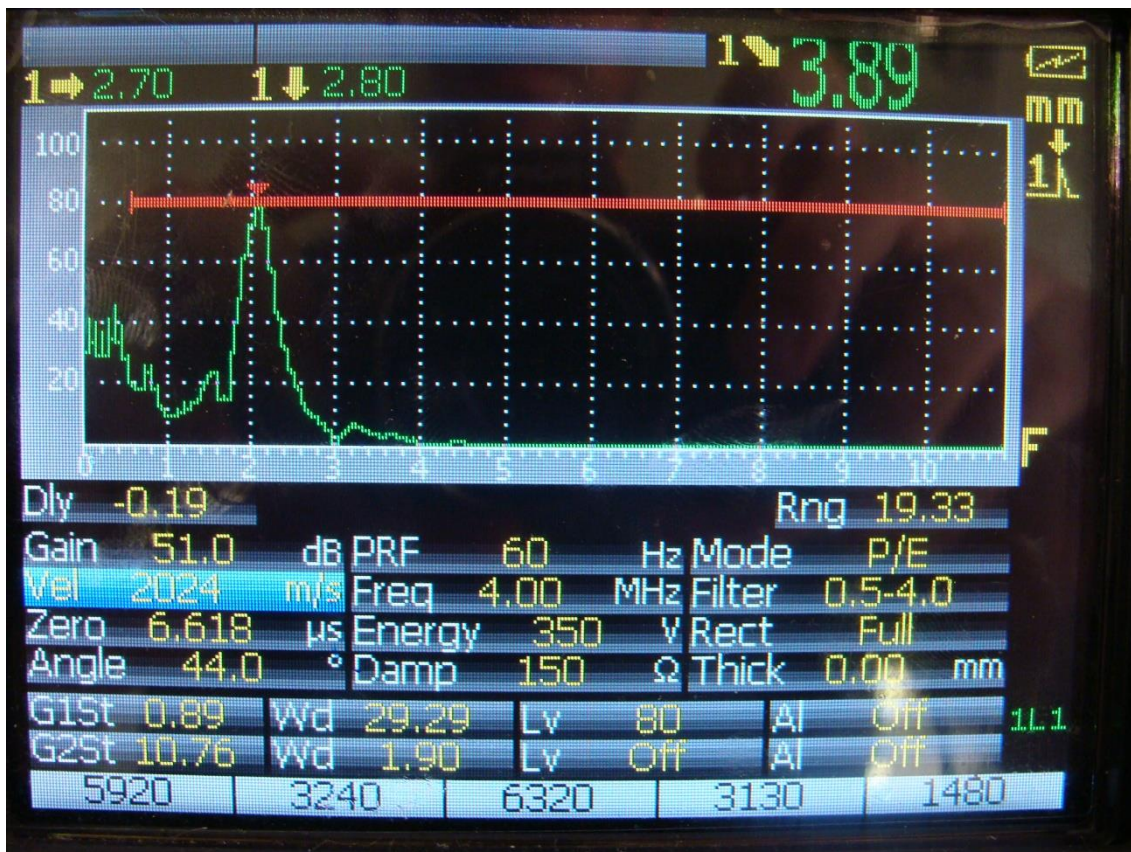 1 3.89
1 2.70 1 2.80
mm
1
100
80
60
40
20
0 1 2 3 4 5 6 7 8 9 10
F
Dly -0.19 Rng 19.33
Gain 51.0 dB PRF 60 Hz Mode P/E
Vel 2024 m/s Freq 4.00 MHz Filter 0.5-4.0
Zero 6.618 µs Energy 350 V Rect Full
Angle 44.0 ° Damp 150 Ω Thick 0.00 mm
G1St 0.89 Wd 29.29 Lv 80 Al Off
1L1
G2St 10.76 Wd 1.90 Lv Off Al Off
5920 3240 6320 3130 1480